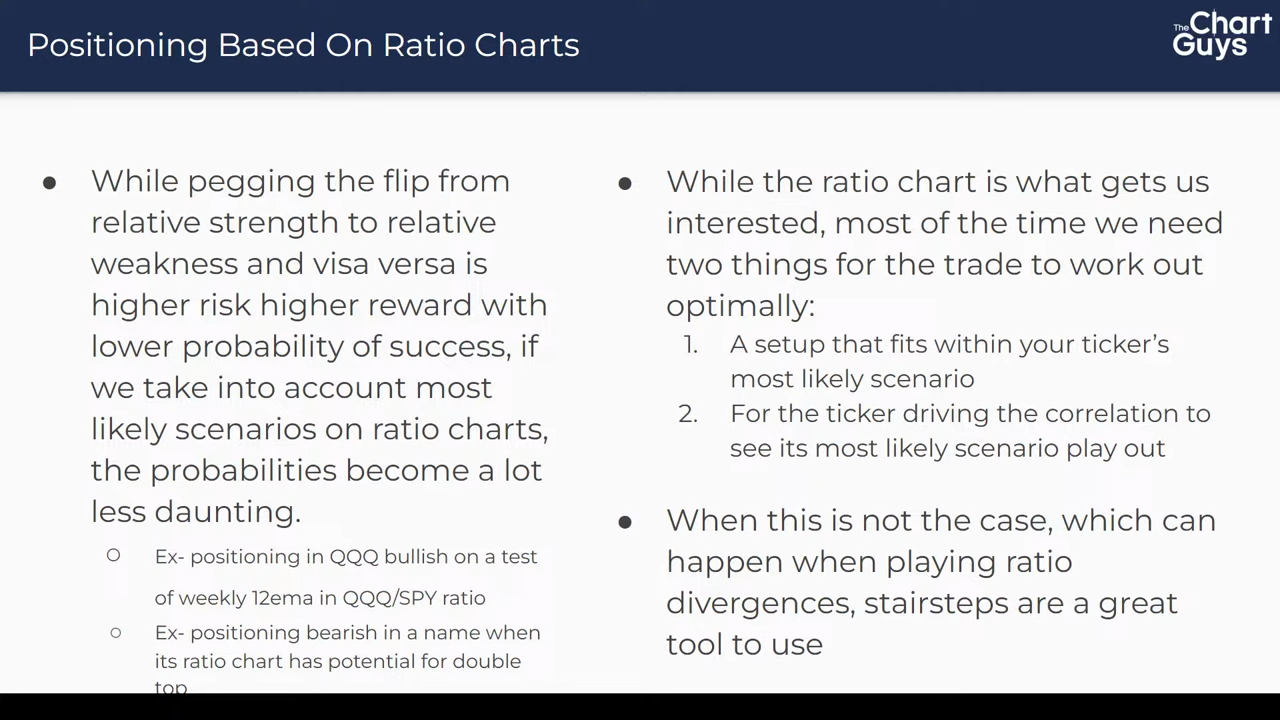 Positioning Based On Ratio Charts
The Chart
Guys
● While pegging the flip from
relative strength to relative
weakness and visa versa is
higher risk higher reward with
lower probability of success, if
we take into account most
likely scenarios on ratio charts,
the probabilities become a lot
less daunting.
○ Ex- positioning in QQQ bullish on a test
of weekly 12ema in QQQ/SPY ratio
○ Ex- positioning bearish in a name when
its ratio chart has potential for double
top
● While the ratio chart is what gets us
interested, most of the time we need
two things for the trade to work out
optimally:
1. A setup that fits within your ticker’s
most likely scenario
2. For the ticker driving the correlation to
see its most likely scenario play out
● When this is not the case, which can
happen when playing ratio
divergences, stairsteps are a great
tool to use